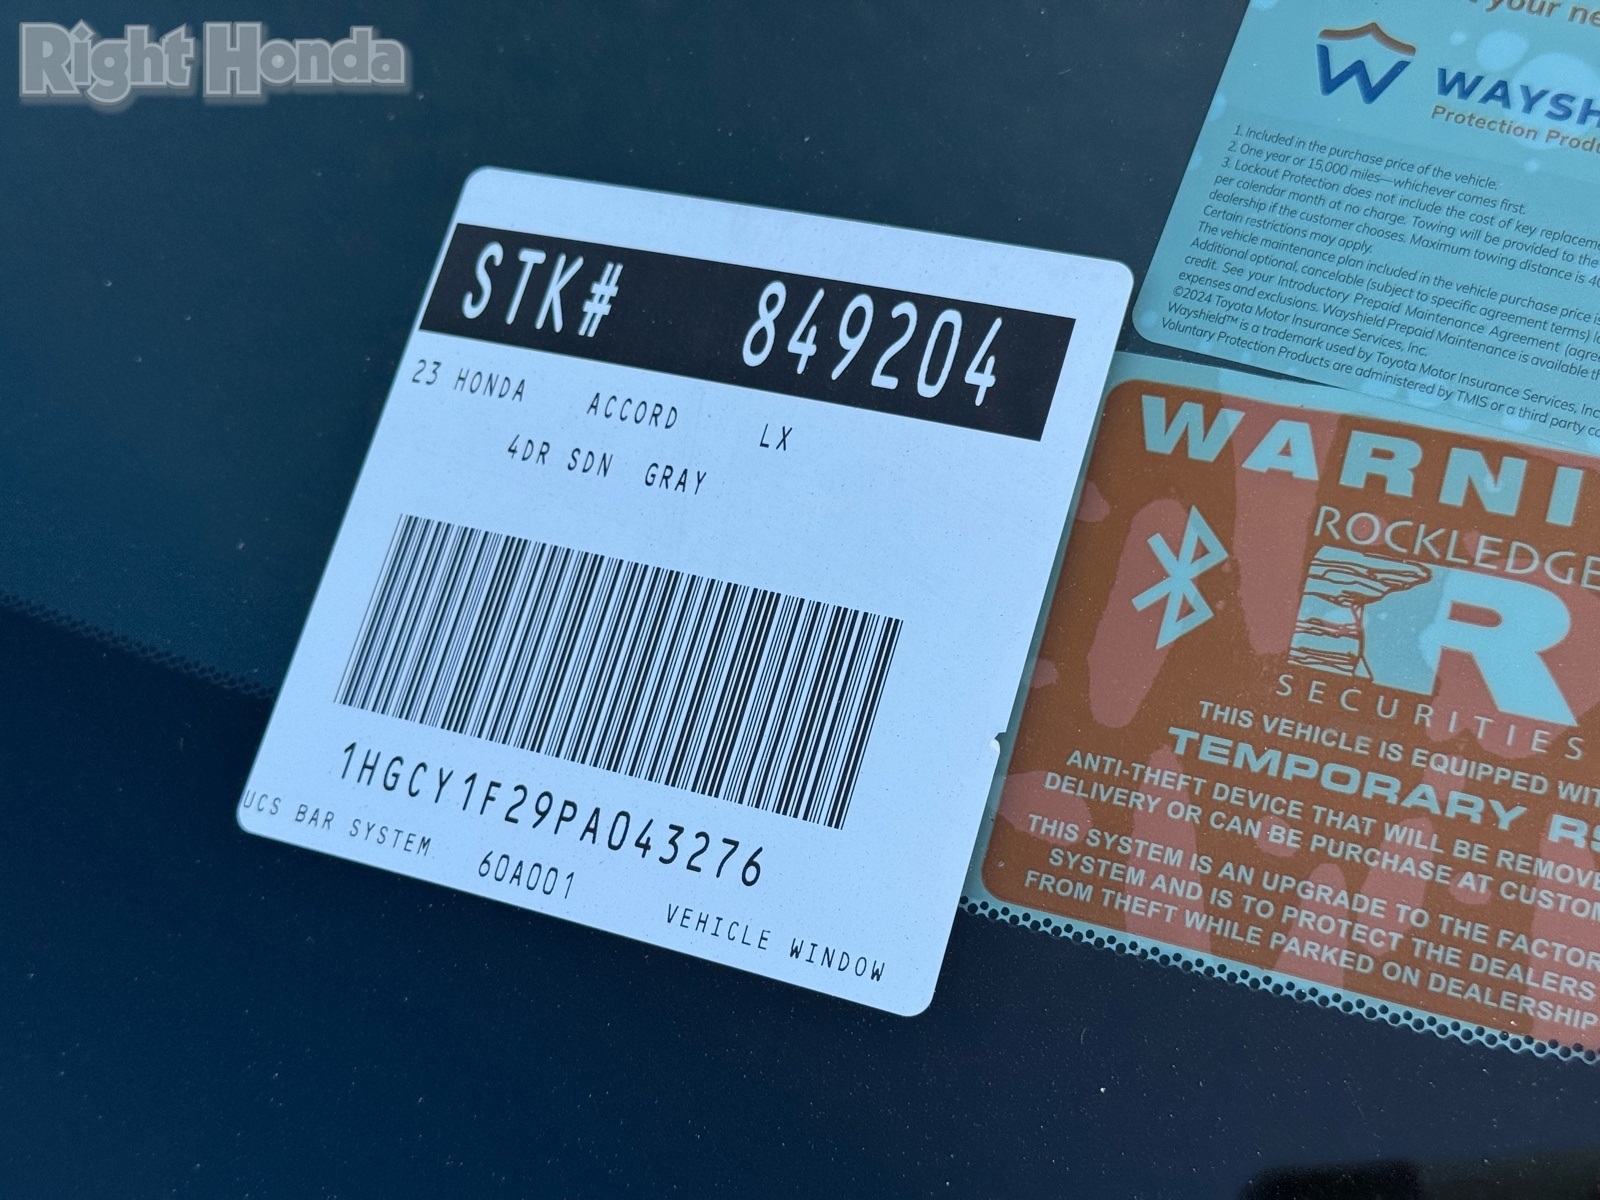 Right Honda
STK# 849204
23 HONDA ACCORD LX
4DR SDN GRAY
1HGCY1F29PA043276
UCS BAR SYSTEM 60A001 VEHICLE WINDOW
your
WAYSH
Protection Produ
1. Included in the purchase price of the vehicle.
2. One year or 15,000 miles—whichever comes first.
3. Lockout Protection does not include the cost of key replaceme
per calendar month at no charge. Towing will be provided to the
dealership if the customer chooses. Maximum towing distance is 40
Certain restrictions may apply.
The vehicle maintenance plan included in the vehicle purchase price is
Additional optional, cancelable (subject to specific agreement terms)
credit. See your Introductory Prepaid Maintenance Agreement (agre
expenses and exclusions. Wayshield Prepaid Maintenance is available th
©2024 Toyota Motor Insurance Services, Inc.
Wayshield™ is a trademark used by Toyota Motor Insurance Services, Inc
Voluntary Protection Products are administered by TMIS or a third party co
WARNI
ROCKLEDGE
R
SECURITIES
THIS VEHICLE IS EQUIPPED WIT
TEMPORARY RS
ANTI-THEFT DEVICE THAT WILL BE REMOVE
DELIVERY OR CAN BE PURCHASE AT CUSTOM
THIS SYSTEM IS AN UPGRADE TO THE FACTOR
SYSTEM AND IS TO PROTECT THE DEALERS
FROM THEFT WHILE PARKED ON DEALERSHIP